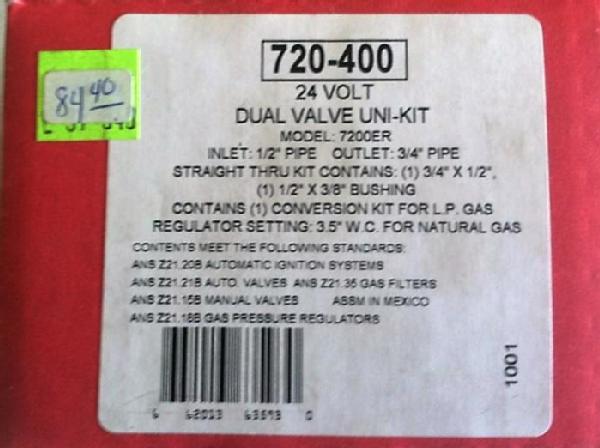 720-400
84 40
24 VOLT
DUAL VALVE UNI-KIT
MODEL: 7200ER
INLET: 1/2" PIPE OUTLET: 3/4" PIPE
STRAIGHT THRU KIT CONTAINS: (1) 3/4" X 1/2",
(1) 1/2" X 3/8" BUSHING
CONTAINS (1) CONVERSION KIT FOR L.P. GAS
REGULATOR SETTING: 3.5" W.C. FOR NATURAL GAS
CONTENTS MEET THE FOLLOWING STANDARDS:
ANS Z21.20B AUTOMATIC IGNITION SYSTEMS
ANS Z21.21B AUTO. VALVES ANS Z21.35 GAS FILTERS
ANS Z21.15B MANUAL VALVES ASSM IN MEXICO
ANS Z21.18B GAS PRESSURE REGULATORS
1001
6 62013 63593 0